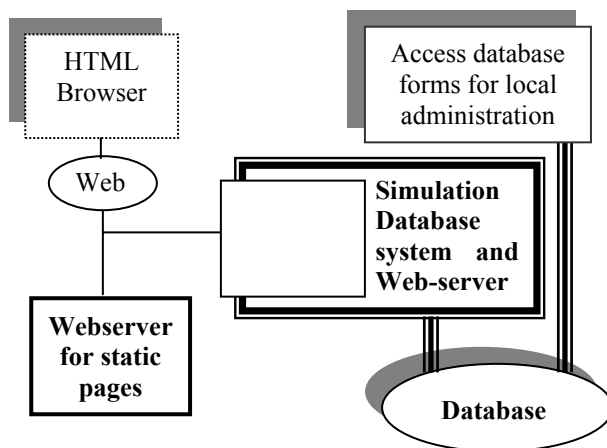 HTML
Browser
Access database
forms for local
administration
Web
Simulation
Database
system and
Web-server
Webserver
for static
pages
Database